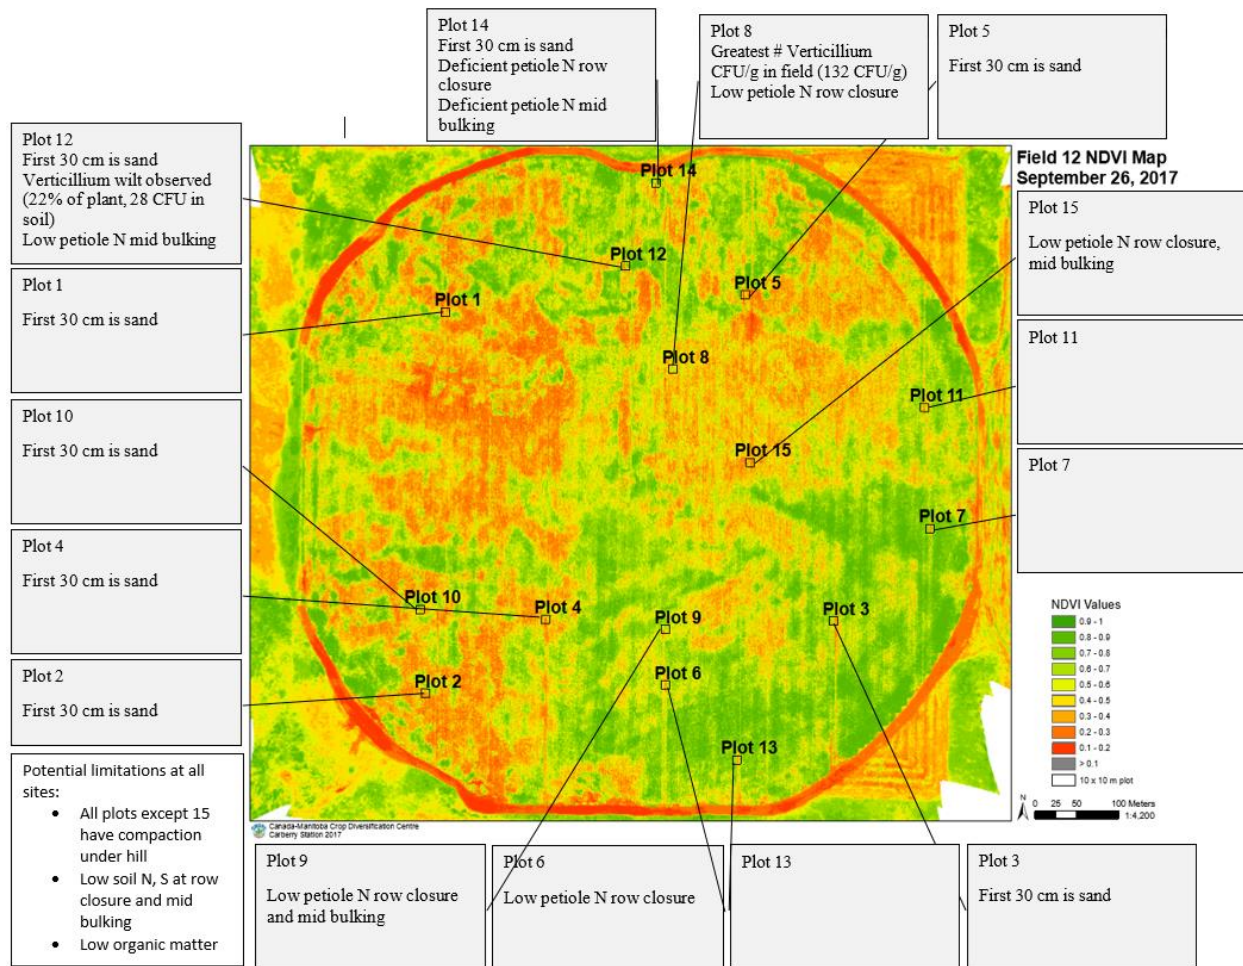 Plot 14
First 30 cm is sand
Deficient petiole N row
closure
Deficient petiole N mid
bulking
Plot 8
Greatest # Verticillium
CFU/g in field (132 CFU/g)
Low petiole N row closure
Plot 5
First 30 cm is sand
Plot 12
First 30 cm is sand
Verticillium wilt observed
(22% of plant, 28 CFU in
soil)
Low petiole N mid bulking
Plot 1
First 30 cm is sand
Plot 10
First 30 cm is sand
Plot 4
First 30 cm is sand
Plot 2
First 30 cm is sand
Potential limitations at all
sites:
• All plots except 15
have compaction
under hill
• Low soil N, S at row
closure and mid
bulking
• Low organic matter
Plot 14
Plot 12
Plot 5
Plot 1
Plot 8
Plot 11
Plot 15
Plot 7
Plot 10
Plot 4
Plot 9
Plot 3
Plot 6
Plot 2
Plot 13
Canada-Manitoba Crop Diversification Centre
Carberry Station 2017
Field 12 NDVI Map
September 26, 2017
Plot 15
Low petiole N row closure,
mid bulking
Plot 11
Plot 7
NDVI Values
0.9 - 1
0.8 - 0.9
0.7 - 0.8
0.6 - 0.7
0.5 - 0.6
0.4 - 0.5
0.3 - 0.4
0.2 - 0.3
0.1 - 0.2
> 0.1
10 x 10 m plot
N
0 25 50 100 Meters
1:4,200
Plot 9
Low petiole N row closure
and mid bulking
Plot 6
Low petiole N row closure
Plot 13
Plot 3
First 30 cm is sand